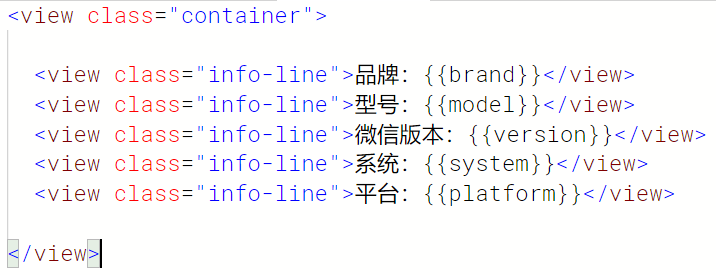 <view class="container">
<view class="info-line">品牌：{{brand}}</view>
<view class="info-line">型号：{{model}}</view>
<view class="info-line">微信版本：{{version}}</view>
<view class="info-line">系统：{{system}}</view>
<view class="info-line">平台：{{platform}}</view>
</view>